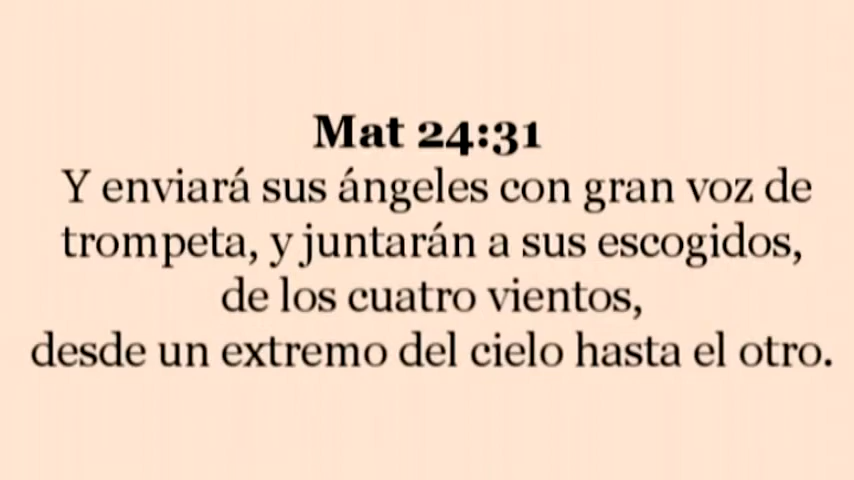 Mat 24:31
Y enviará sus ángeles con gran voz de
trompeta, y juntarán a sus escogidos,
de los cuatro vientos,
desde un extremo del cielo hasta el otro.